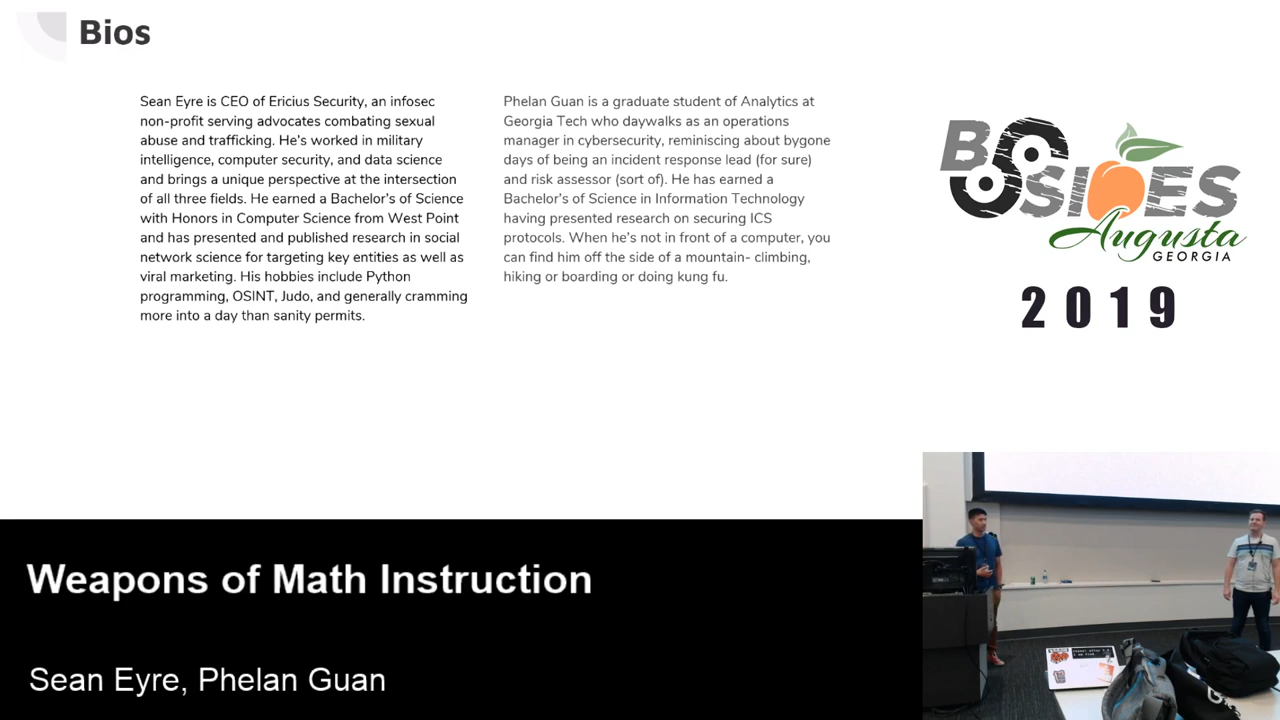 Bios
Sean Eyre is CEO of Ericius Security, an infosec
non-profit serving advocates combating sexual
abuse and trafficking. He's worked in military
intelligence, computer security, and data science
and brings a unique perspective at the intersection
of all three fields. He earned a Bachelor's of Science
with Honors in Computer Science from West Point
and has presented and published research in social
network science for targeting key entities as well as
viral marketing. His hobbies include Python
programming, OSINT, Judo, and generally cramming
more into a day than sanity permits.
Phelan Guan is a graduate student of Analytics at
Georgia Tech who daywalks as an operations
manager in cybersecurity, reminiscing about bygone
days of being an incident response lead (for sure)
and risk assessor (sort of). He has earned a
Bachelor's of Science in Information Technology
having presented research on securing ICS
protocols. When he's not in front of a computer, you
can find him off the side of a mountain- climbing,
hiking or boarding or doing kung fu.
BSIDES
Augusta
GEORGIA
2019
Weapons of Math Instruction
Sean Eyre, Phelan Guan